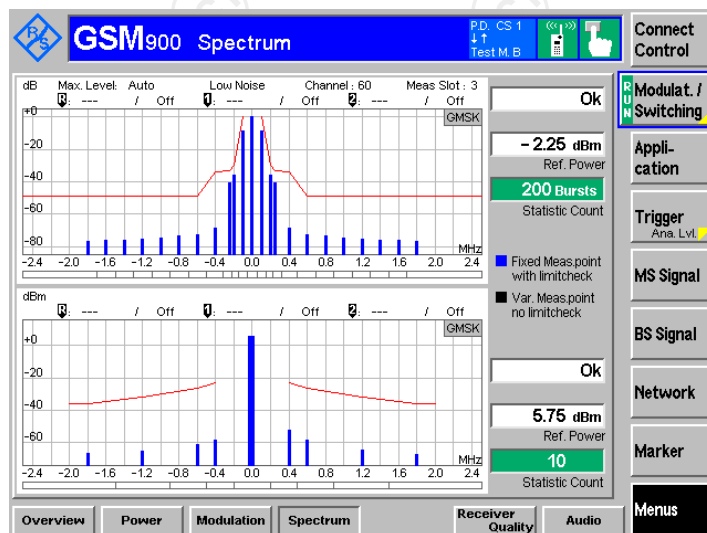 R&S
GSM900 Spectrum
P.D. CS 1
Test M. B
Connect
Control
dB Max. Level: Auto Low Noise Channel : 60 Meas Slot : 3
R: --- / Off 1: --- / Off 2: --- / Off
GMSK
+0
-20
-40
-60
-80
MHz
-2.4 -2.0 -1.6 -1.2 -0.8 -0.4 0.0 0.4 0.8 1.2 1.6 2.0 2.4
Ok
- 2.25 dBm
Ref. Power
200 Bursts
Statistic Count
Fixed Meas.point
with limitcheck
Var. Meas.point
no limitcheck
dBm
R: --- / Off 1: --- / Off 2: --- / Off
GMSK
+0
-20
-40
-60
MHz
-2.4 -2.0 -1.6 -1.2 -0.8 -0.4 0.0 0.4 0.8 1.2 1.6 2.0 2.4
Ok
5.75 dBm
Ref. Power
10
Statistic Count
RUN
Modulat. /
Switching
Appli-
cation
Trigger
Ana. Lvl.
MS Signal
BS Signal
Network
Marker
Menus
Overview
Power
Modulation
Spectrum
Receiver
Quality
Audio